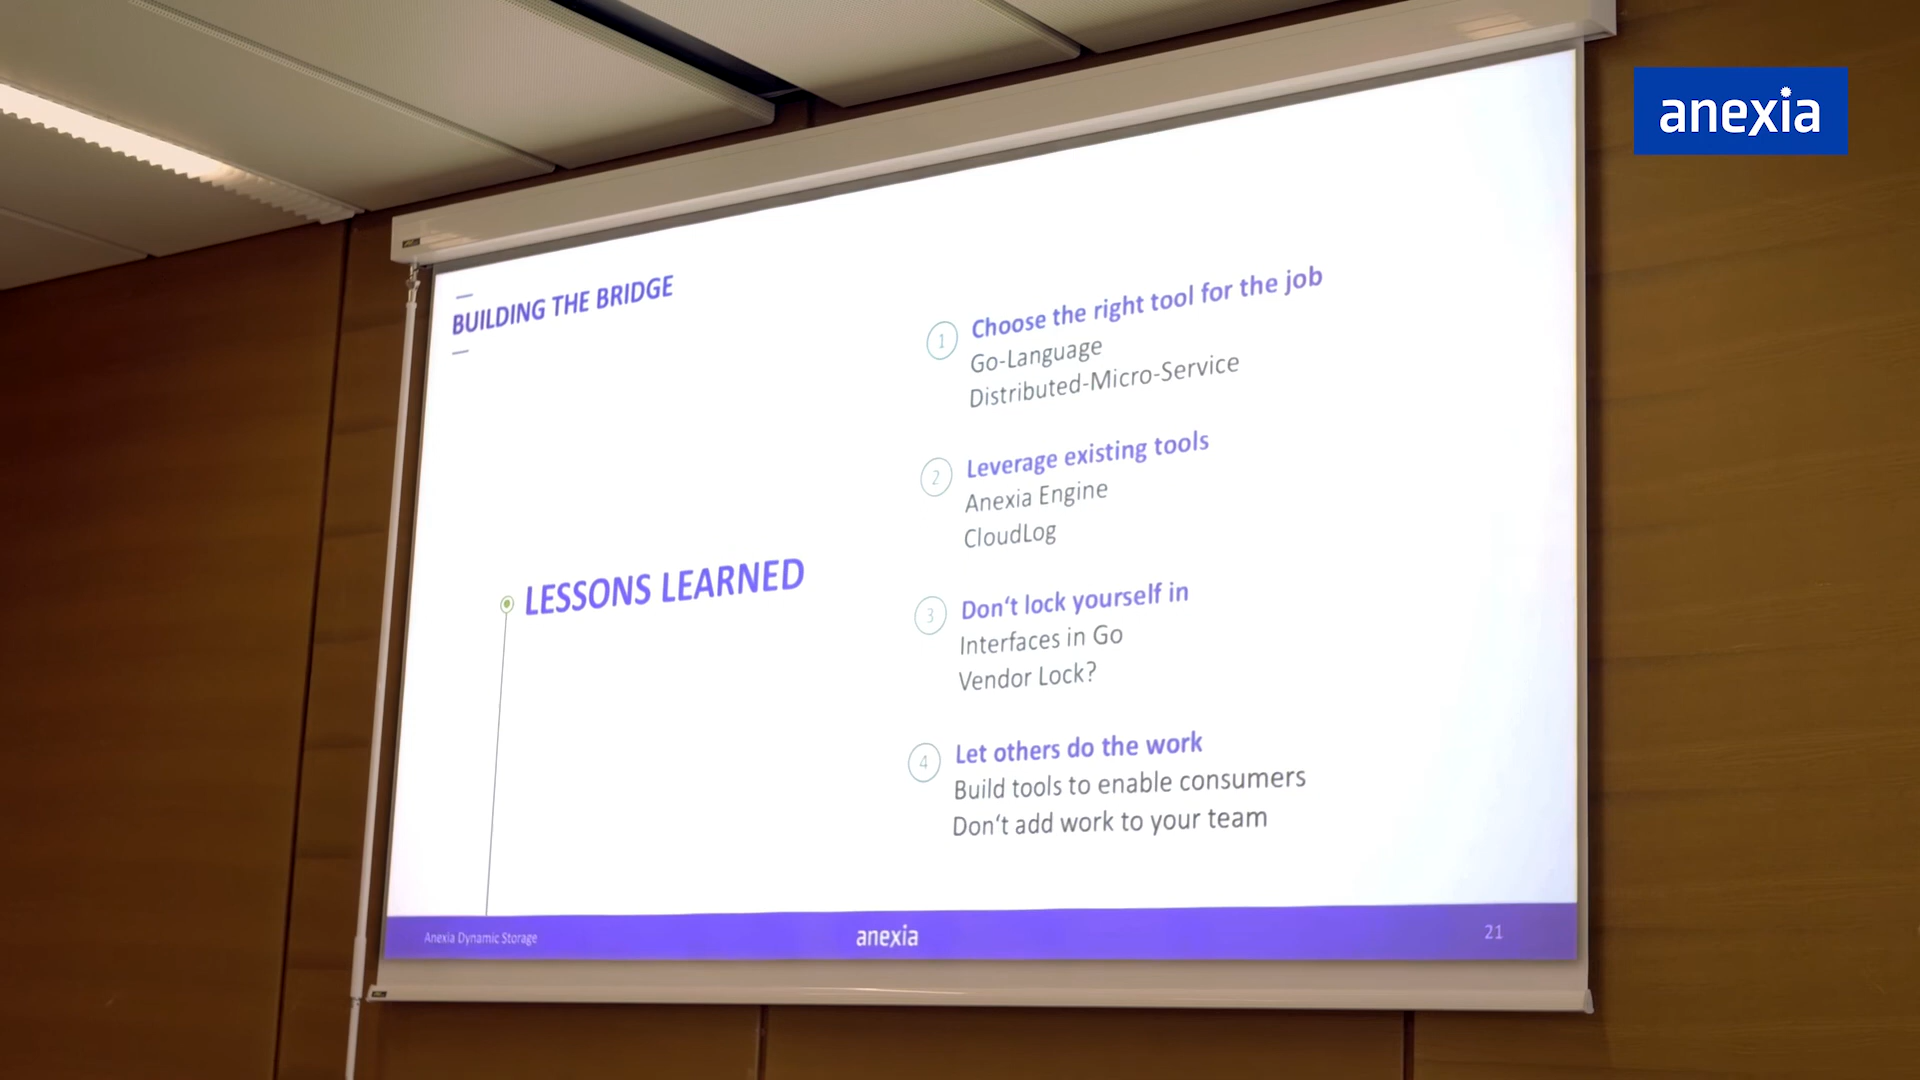 anexia
BUILDING THE BRIDGE
LESSONS LEARNED
1 Choose the right tool for the job
Go-Language
Distributed-Micro-Service
2 Leverage existing tools
Anexia Engine
CloudLog
3 Don‘t lock yourself in
Interfaces in Go
Vendor Lock?
4 Let others do the work
Build tools to enable consumers
Don‘t add work to your team
Anexia Dynamic Storage
anexia
21